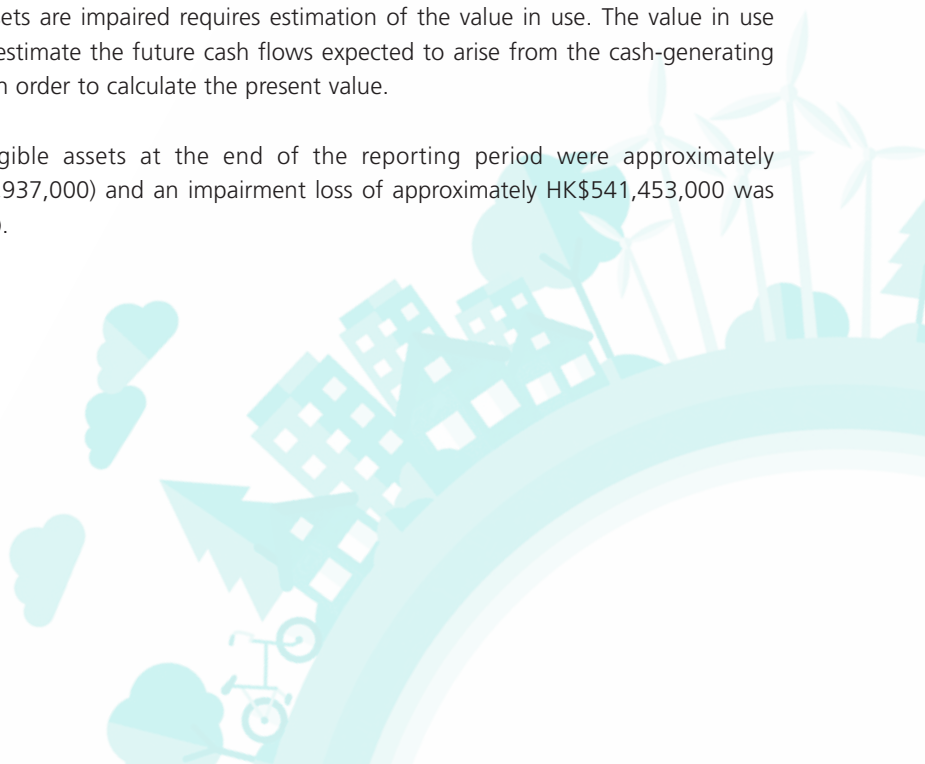 ets are impaired requires estimation of the value in use. The value in use
estimate the future cash flows expected to arise from the cash-generating
n order to calculate the present value.
gible assets at the end of the reporting period were approximately
937,000) and an impairment loss of approximately HK$541,453,000 was
.